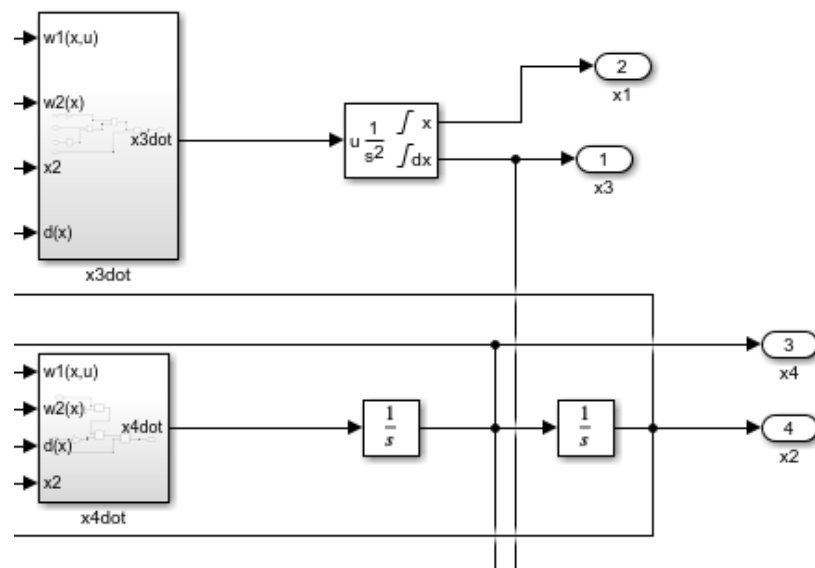 w1(x,u)
w2(x)
x3dot
x2
d(x)
x3dot
u 1/s² ∫ x
∫dx
2
x1
1
x3
w1(x,u)
w2(x)
x4dot
d(x)
x2
x4dot
1/s
1/s
3
x4
4
x2